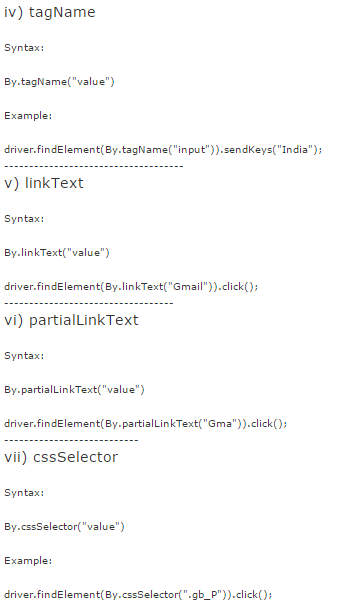 iv) tagName
Syntax:
By.tagName("value")
Example:
driver.findElement(By.tagName("input")).sendKeys("India");
------------------------------------
v) linkText
Syntax:
By.linkText("value")
driver.findElement(By.linkText("Gmail")).click();
----------------------------------
vi) partialLinkText
Syntax:
By.partialLinkText("value")
driver.findElement(By.partialLinkText("Gma")).click();
---------------------------
vii) cssSelector
Syntax:
By.cssSelector("value")
Example:
driver.findElement(By.cssSelector(".gb_P")).click();